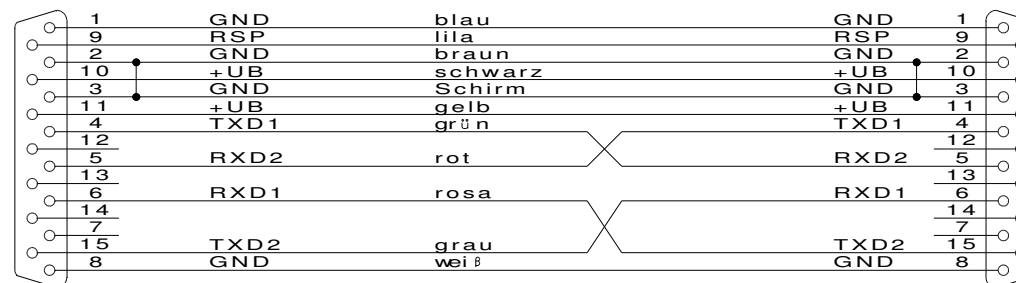 1 GND blau GND 1
9 RSP lila RSP 9
2 GND braun GND 2
10 +UB schwarz +UB 10
3 GND Schirm GND 3
11 +UB gelb +UB 11
4 TXD1 grün TXD1 4
12 12
5 RXD2 rot RXD2 5
13 13
6 RXD1 rosa RXD1 6
14 14
7 7
15 TXD2 grau TXD2 15
8 GND weiß GND 8